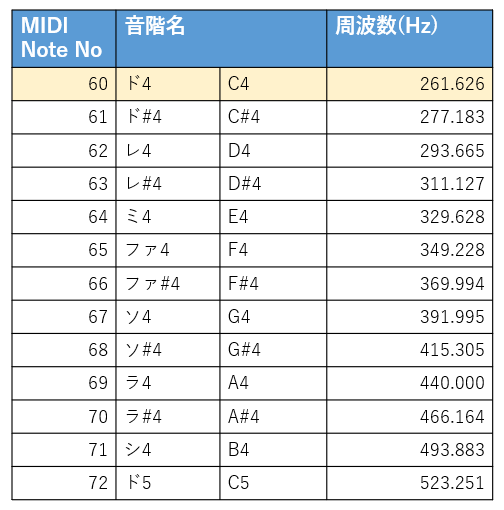 MIDI Note No 音階名 周波数(Hz)
60 ド4 C4 261.626
61 ド#4 C#4 277.183
62 レ4 D4 293.665
63 レ#4 D#4 311.127
64 ミ4 E4 329.628
65 ファ4 F4 349.228
66 ファ#4 F#4 369.994
67 ソ4 G4 391.995
68 ソ#4 G#4 415.305
69 ラ4 A4 440.000
70 ラ#4 A#4 466.164
71 シ4 B4 493.883
72 ド5 C5 523.251